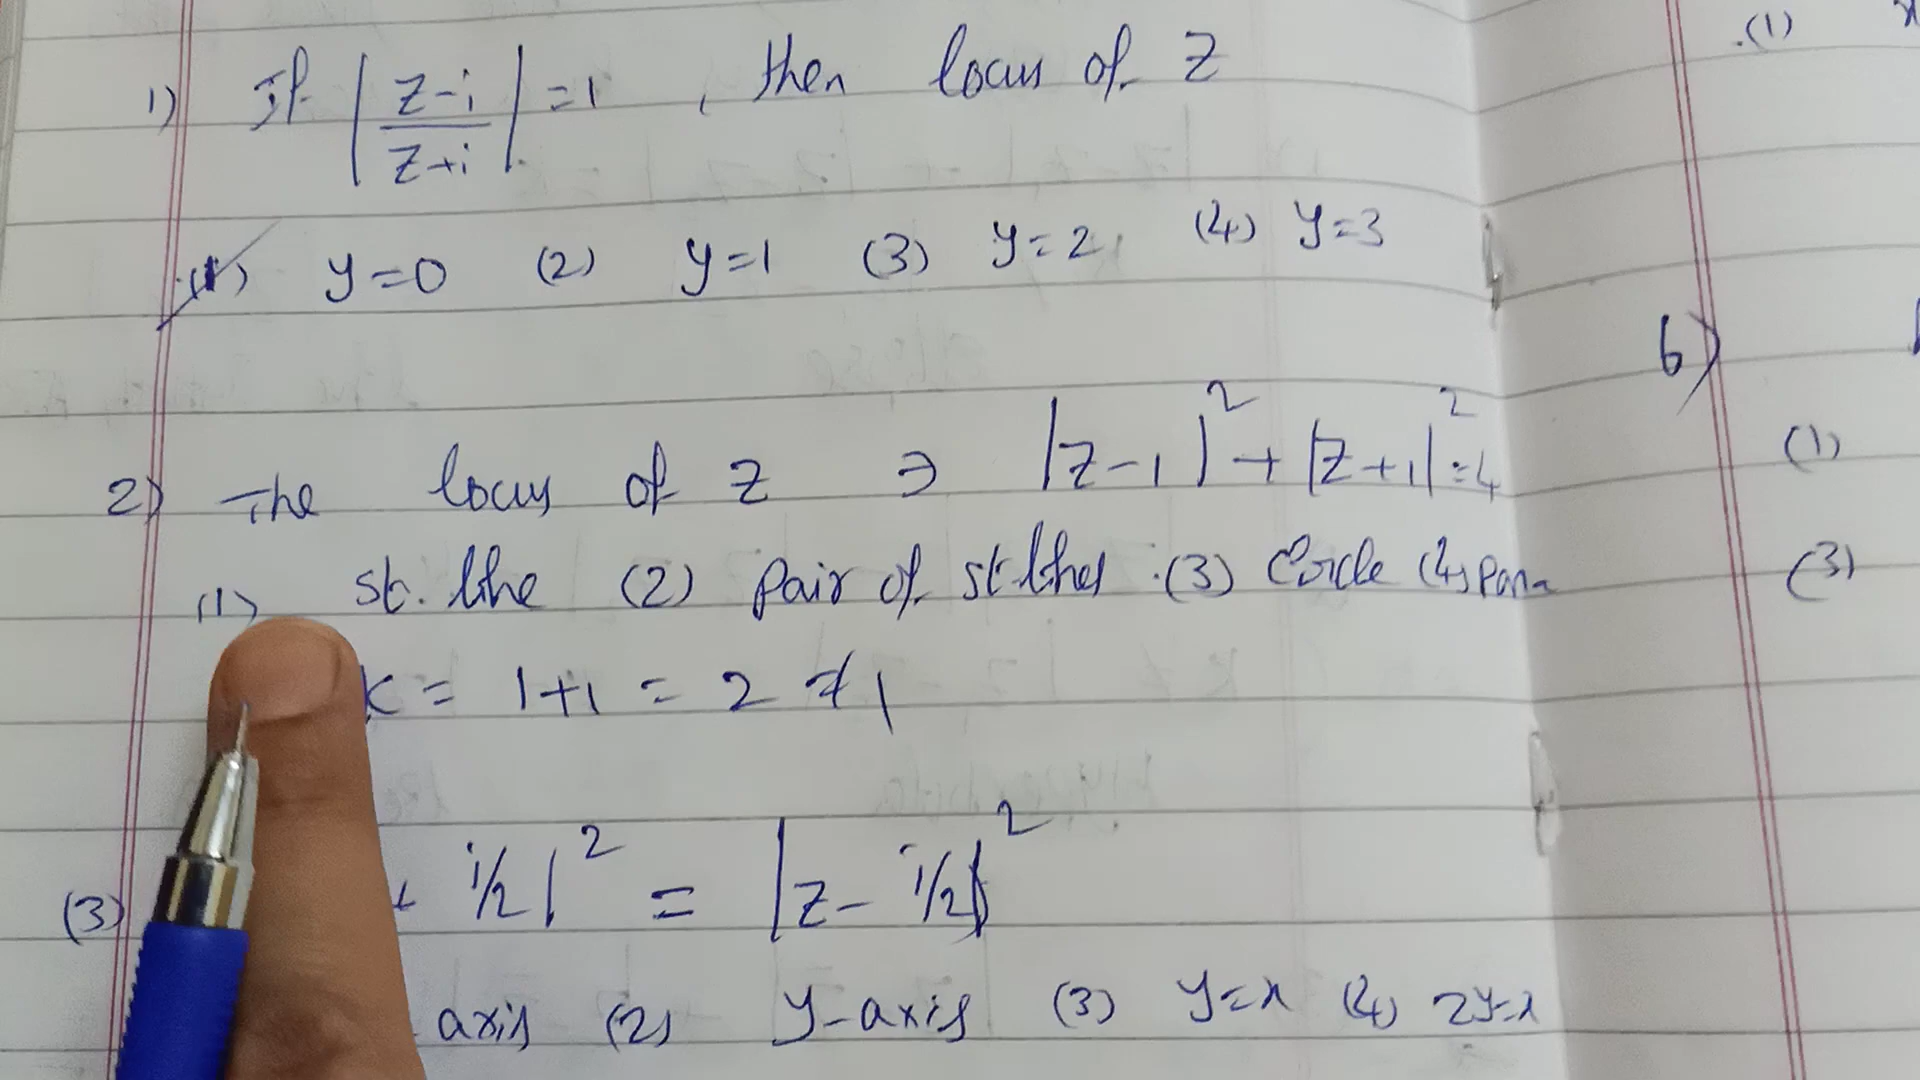 1) If |z-i / z+i| = 1, then locus of z
(1) y=0 (2) y=1 (3) y=2 (4) y=3
2) The locus of z ∋ |z-1|² + |z+1|² = 4
(1) st. line (2) pair of st. lines (3) Circle (4) para
k = 1+1 = 2 ≠ 1
(3) + i/2|² = |z - i/2|²
axis (2) y-axis (3) y=x (4) 2y=x
(1)
6)
(1)
(3)